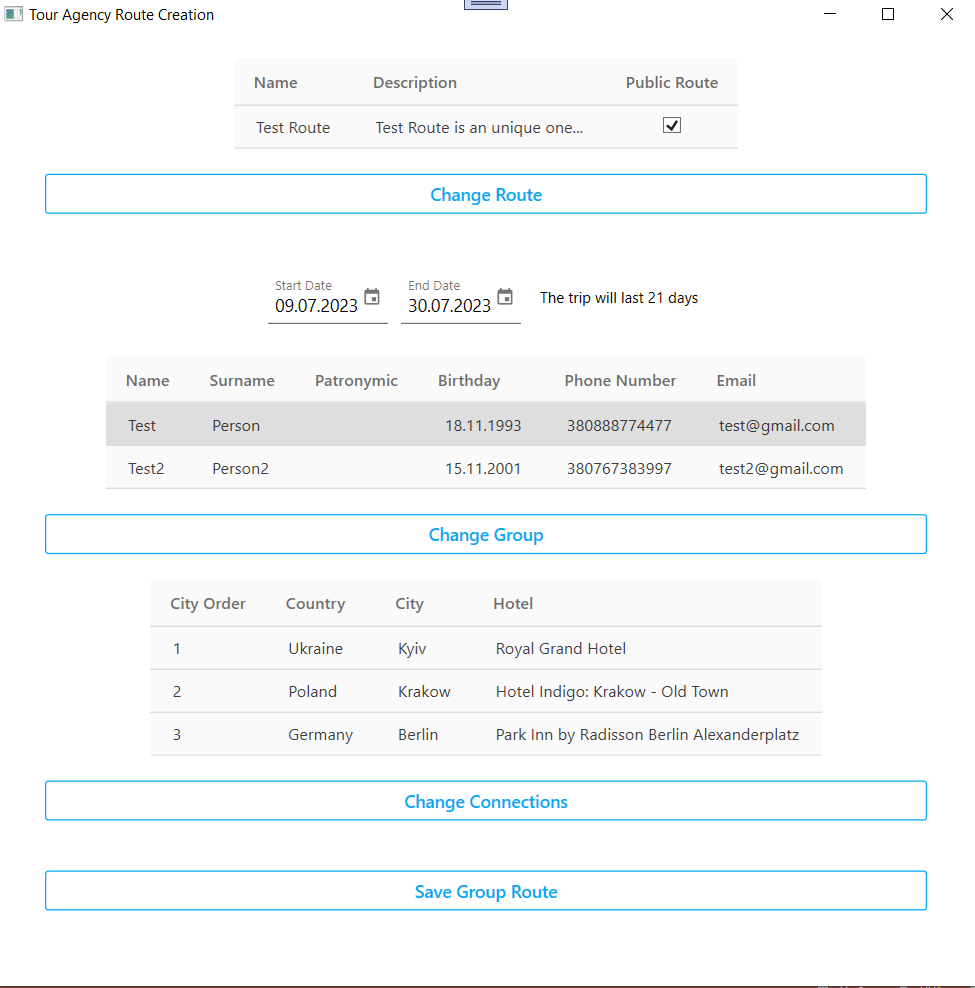 Tour Agency Route Creation
Name Description Public Route
Test Route Test Route is an unique one...
Change Route
Start Date End Date
09.07.2023 30.07.2023 The trip will last 21 days
Name Surname Patronymic Birthday Phone Number Email
Test Person 18.11.1993 380888774477 test@gmail.com
Test2 Person2 15.11.2001 380767383997 test2@gmail.com
Change Group
City Order Country City Hotel
1 Ukraine Kyiv Royal Grand Hotel
2 Poland Krakow Hotel Indigo: Krakow - Old Town
3 Germany Berlin Park Inn by Radisson Berlin Alexanderplatz
Change Connections
Save Group Route